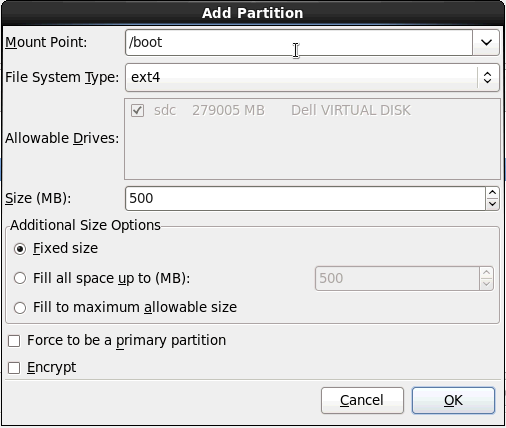 Add Partition
Mount Point: /boot
File System Type: ext4
sdc 279005 MB Dell VIRTUAL DISK
Allowable Drives:
Size (MB): 500
Additional Size Options
Fixed size
Fill all space up to (MB): 500
Fill to maximum allowable size
Force to be a primary partition
Encrypt
Cancel OK